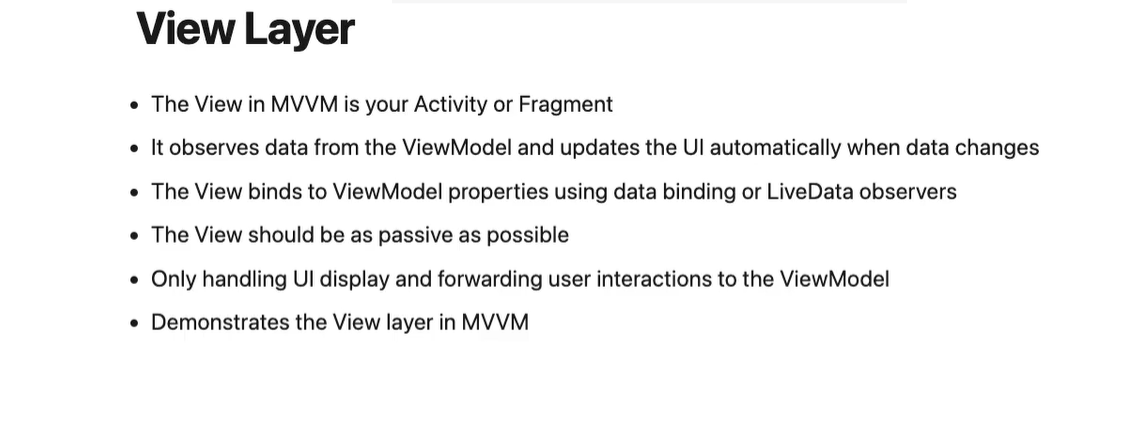 View Layer
• The View in MVVM is your Activity or Fragment
• It observes data from the ViewModel and updates the UI automatically when data changes
• The View binds to ViewModel properties using data binding or LiveData observers
• The View should be as passive as possible
• Only handling UI display and forwarding user interactions to the ViewModel
• Demonstrates the View layer in MVVM